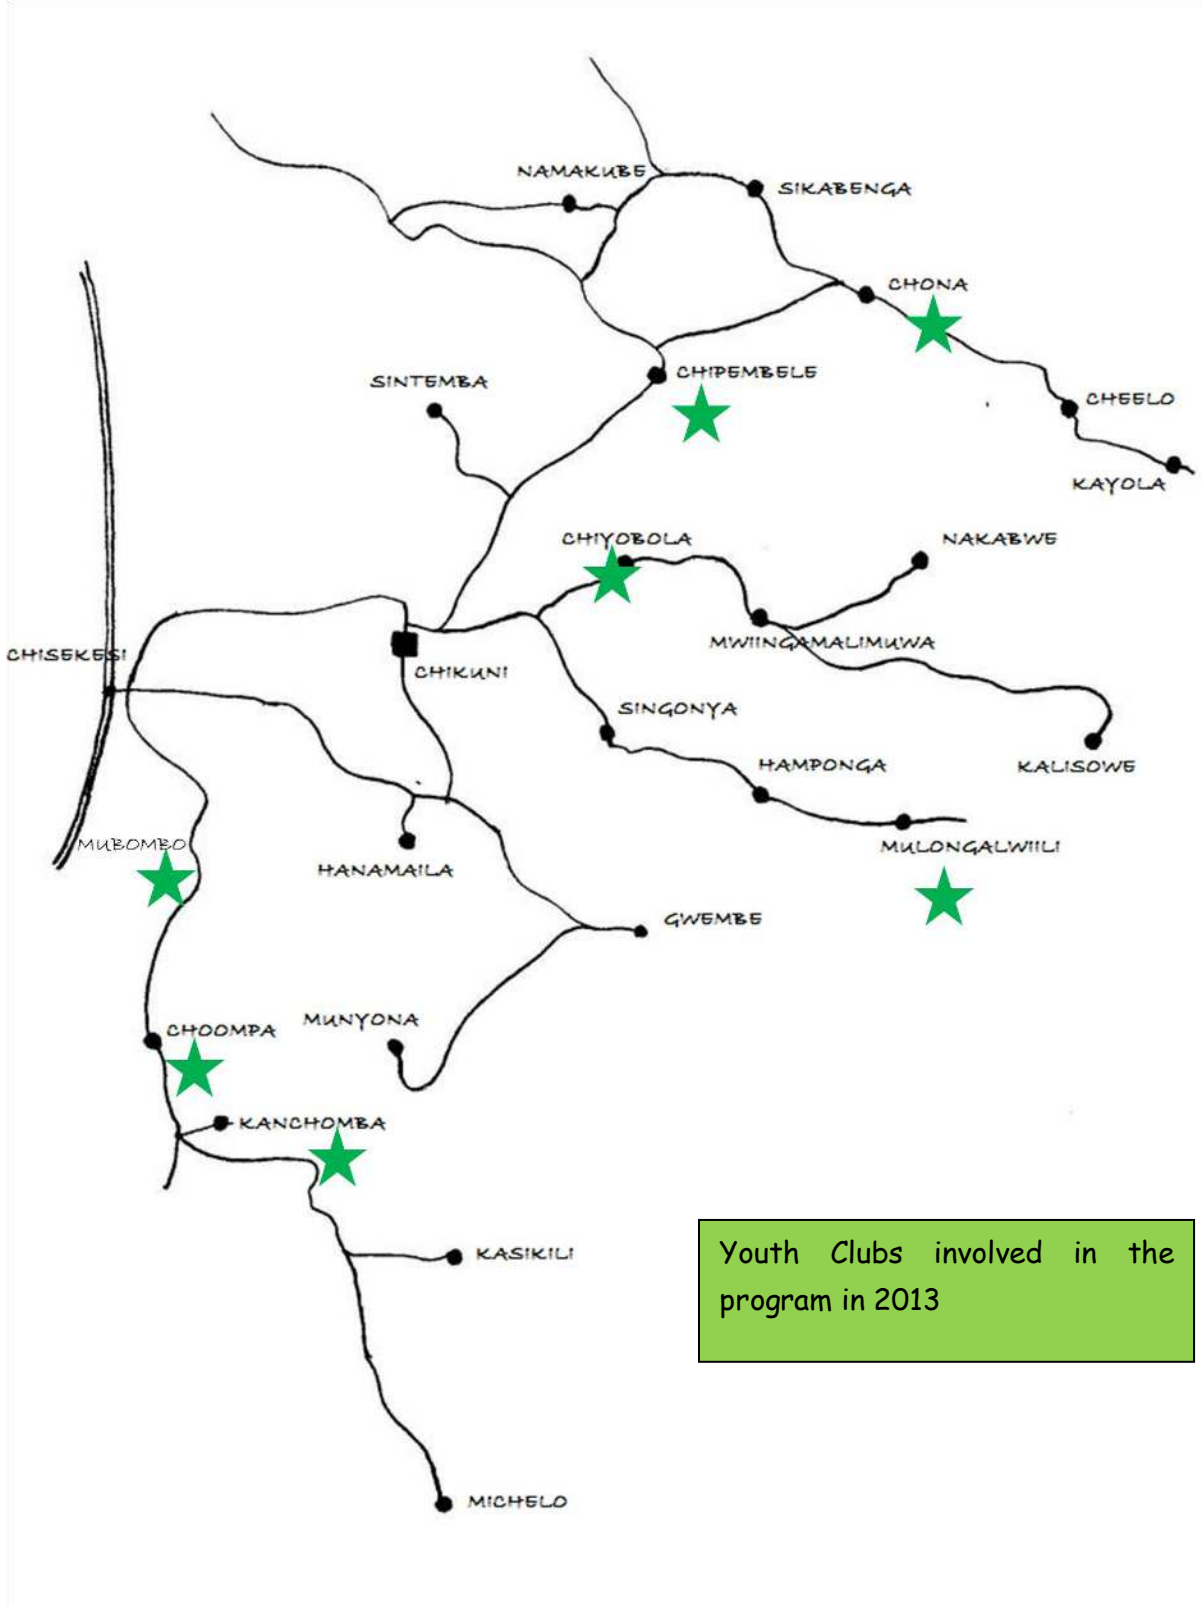 NAMAKUBE
SIKABENGA
CHONA
CHIPEMBELE
SINTEMBA
CHEELO
KAYOLA
CHIYOBOLA
NAKABWE
MWIINGAMALIMUWA
CHISEKESI
CHIKUNI
SINGONYA
HAMPONGA
KALISOWE
MUBOMBO
MULONGALWIILI
HANAMAILA
GWEMBE
MUNYONA
CHOOMPA
KANCHOMBA
KASIKILI
Youth Clubs involved in the
program in 2013
MICHELO